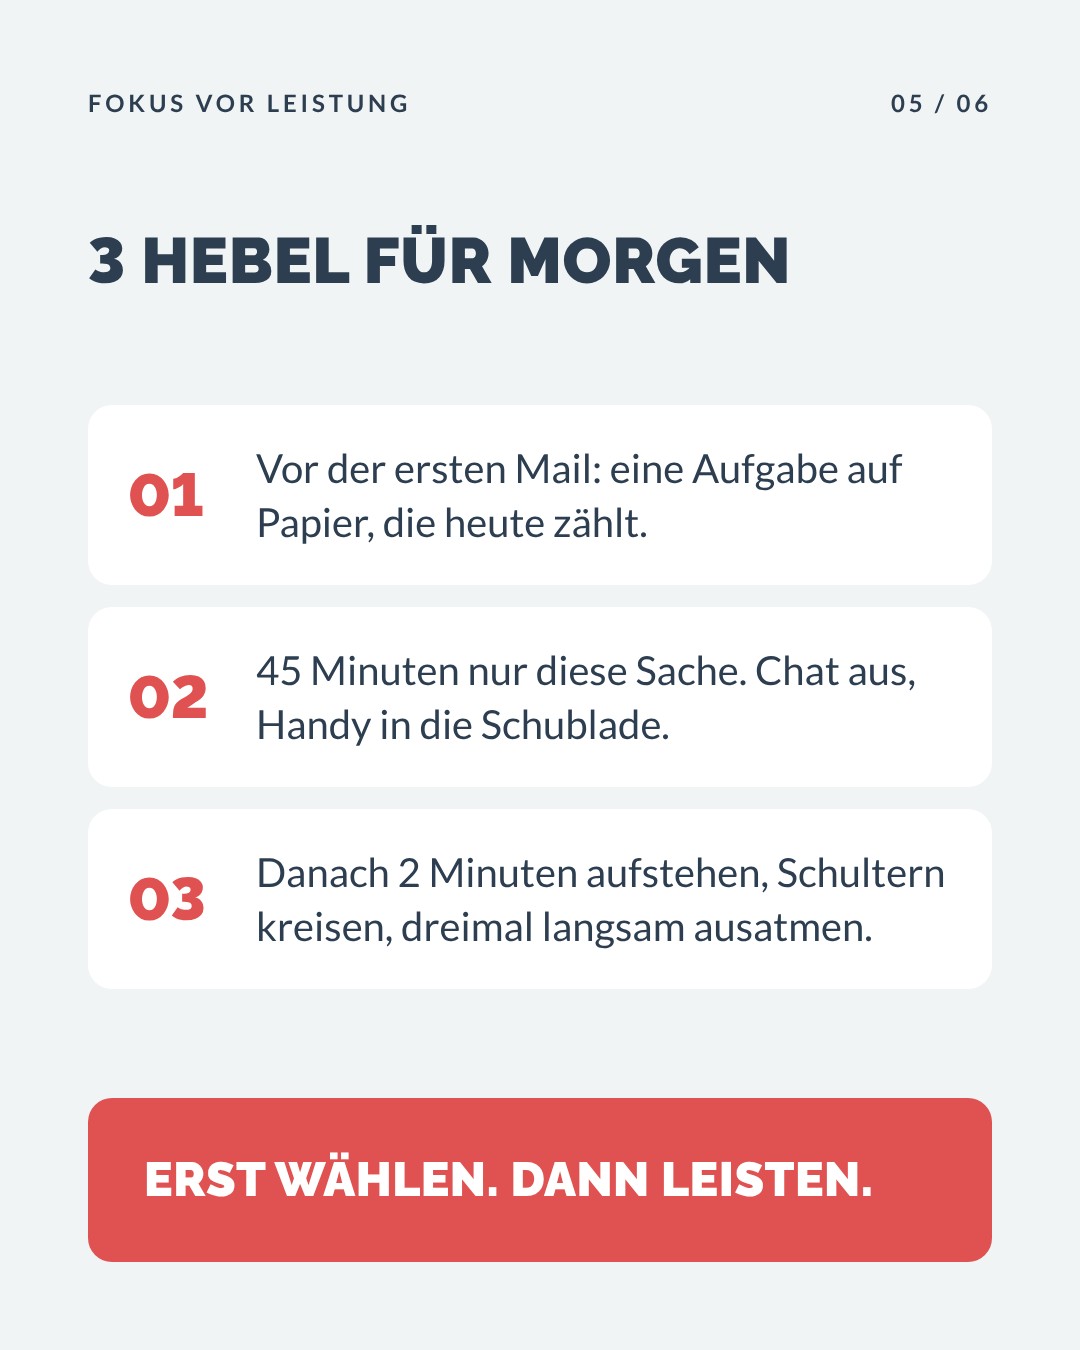 FOKUS VOR LEISTUNG
05 / 06
3 HEBEL FÜR MORGEN
01
Vor der ersten Mail: eine Aufgabe auf
Papier, die heute zählt.
02
45 Minuten nur diese Sache. Chat aus,
Handy in die Schublade.
03
Danach 2 Minuten aufstehen, Schultern
kreisen, dreimal langsam ausatmen.
ERST WÄHLEN. DANN LEISTEN.